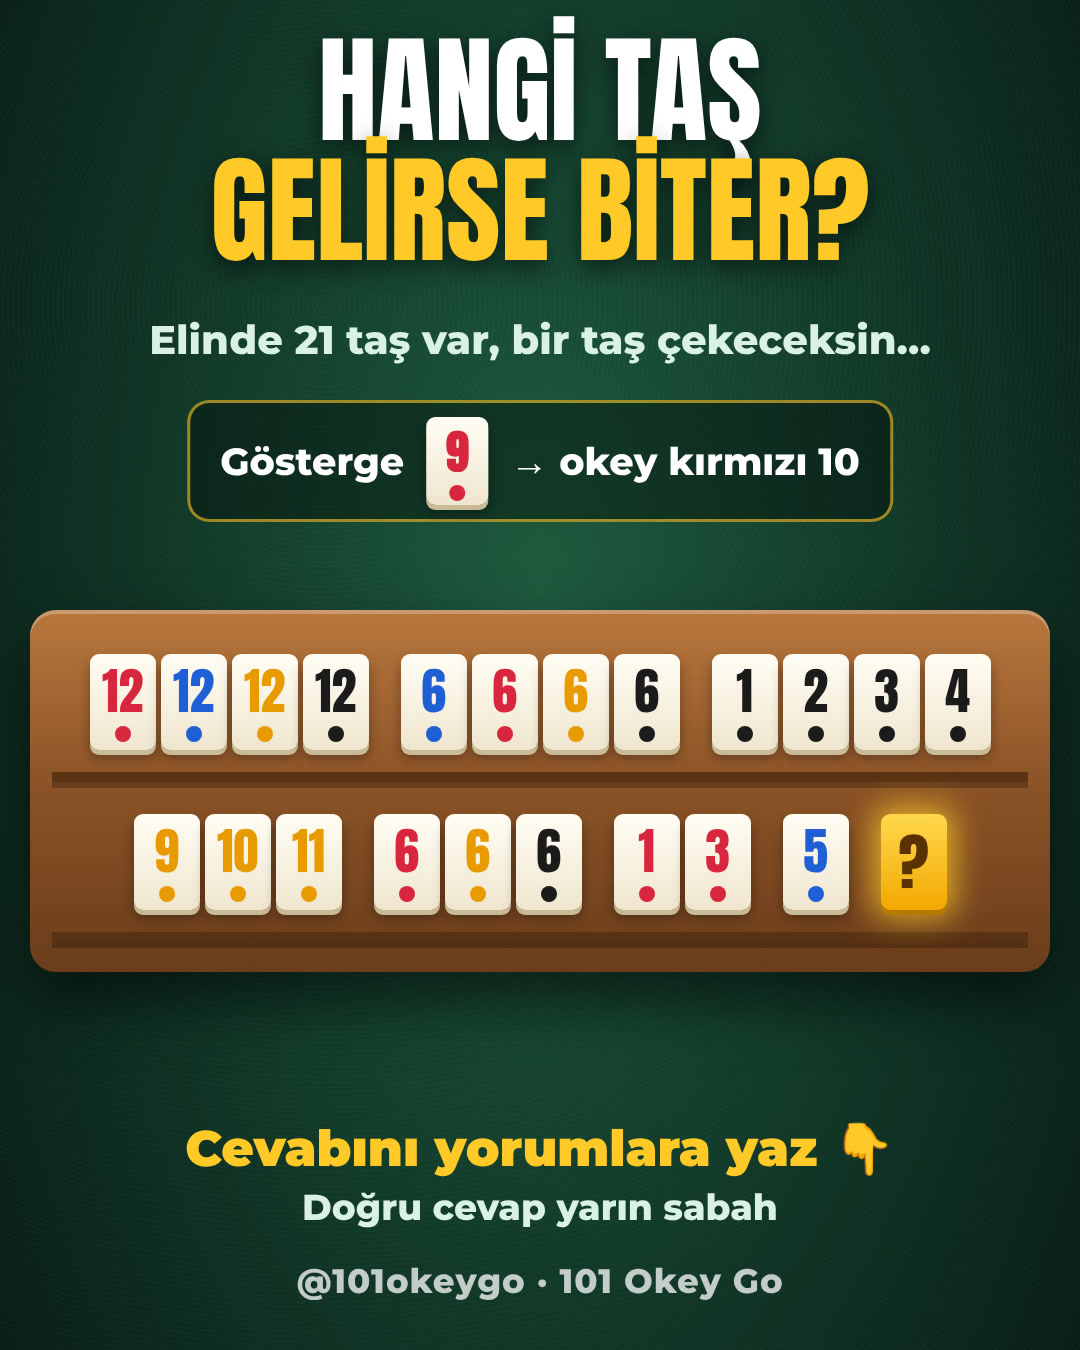 HANGİ TAŞ
GELİRSE BİTER?
Elinde 21 taş var, bir taş çekeceksin...
Gösterge 9 → okey kırmızı 10
12 12 12 12 6 6 6 6 1 2 3 4
9 10 11 6 6 6 1 3 5 ?
Cevabını yorumlara yaz 👇
Doğru cevap yarın sabah
@101okeygo · 101 Okey Go